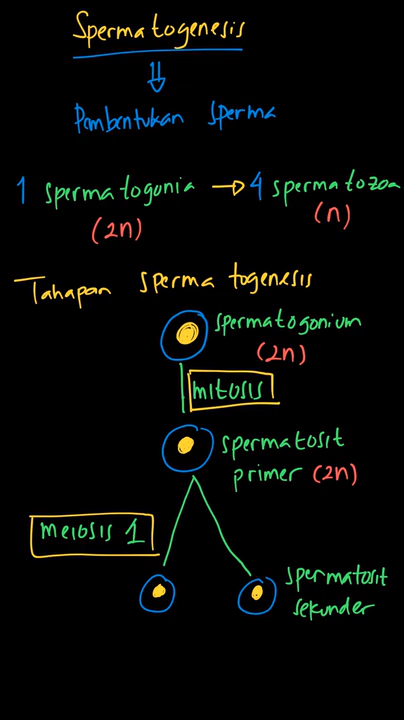 Spermatogenesis
Pembentukan sperma
1 spermatogonia → 4 spermatozoa
(2n) (n)
Tahapan spermatogenesis
spermatogonium
(2n)
mitosis
spermatosit
primer (2n)
meiosis 1
spermatosit
sekunder